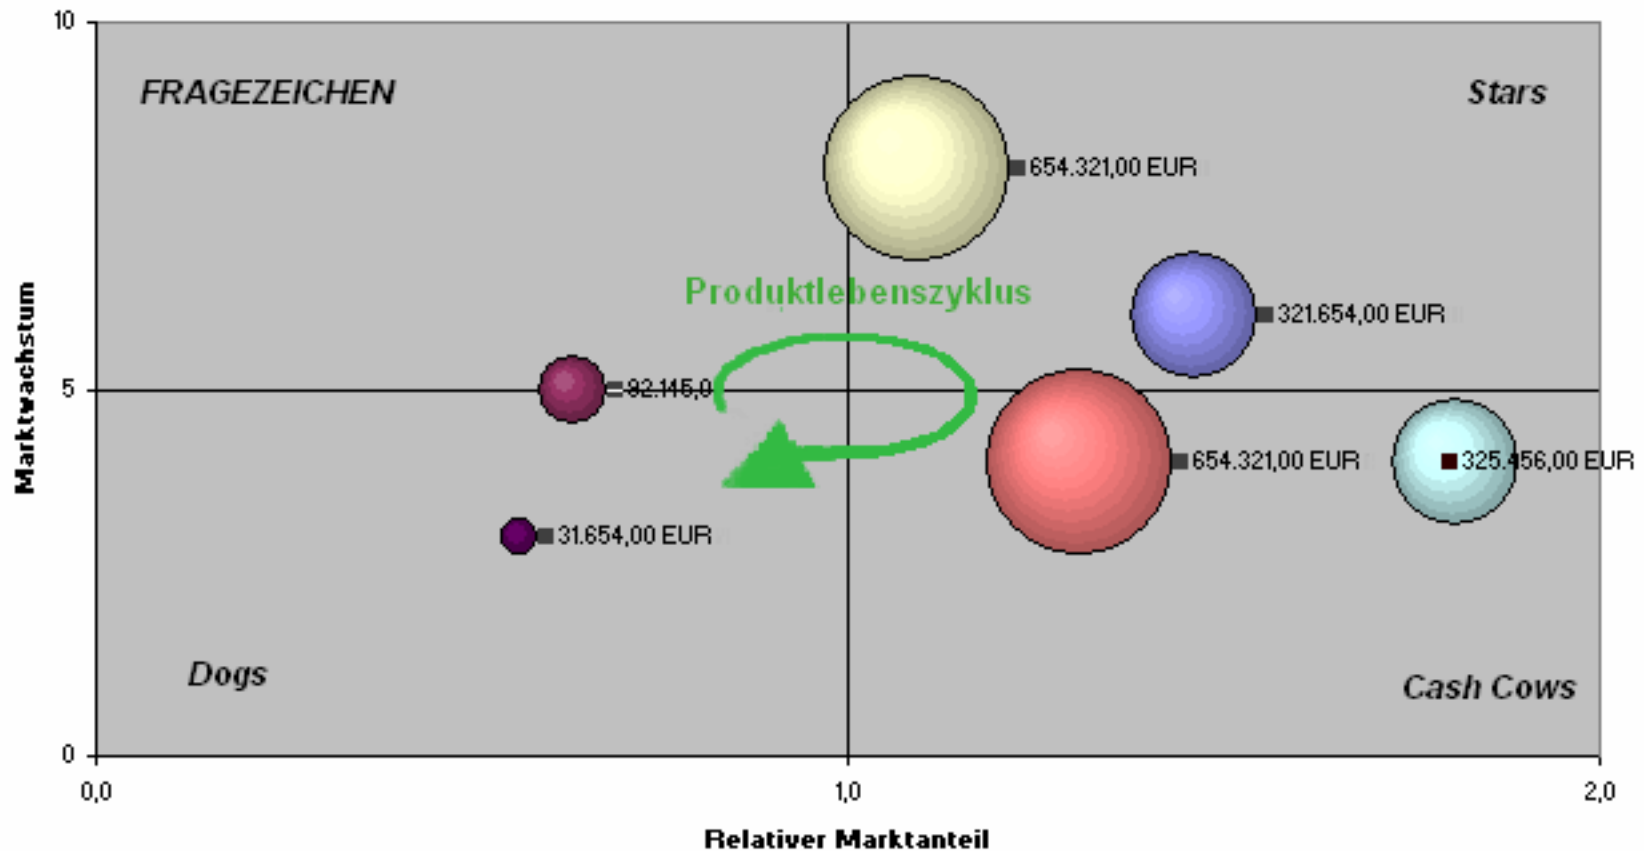 10
FRAGEZEICHEN
Stars
654.321,00 EUR
Produktlebenszyklus
321.654,00 EUR
Marktwachstum
5
92.145,0
654.321,00 EUR
325.456,00 EUR
31.654,00 EUR
Dogs
Cash Cows
0
0,0
1,0
2,0
Relativer Marktanteil